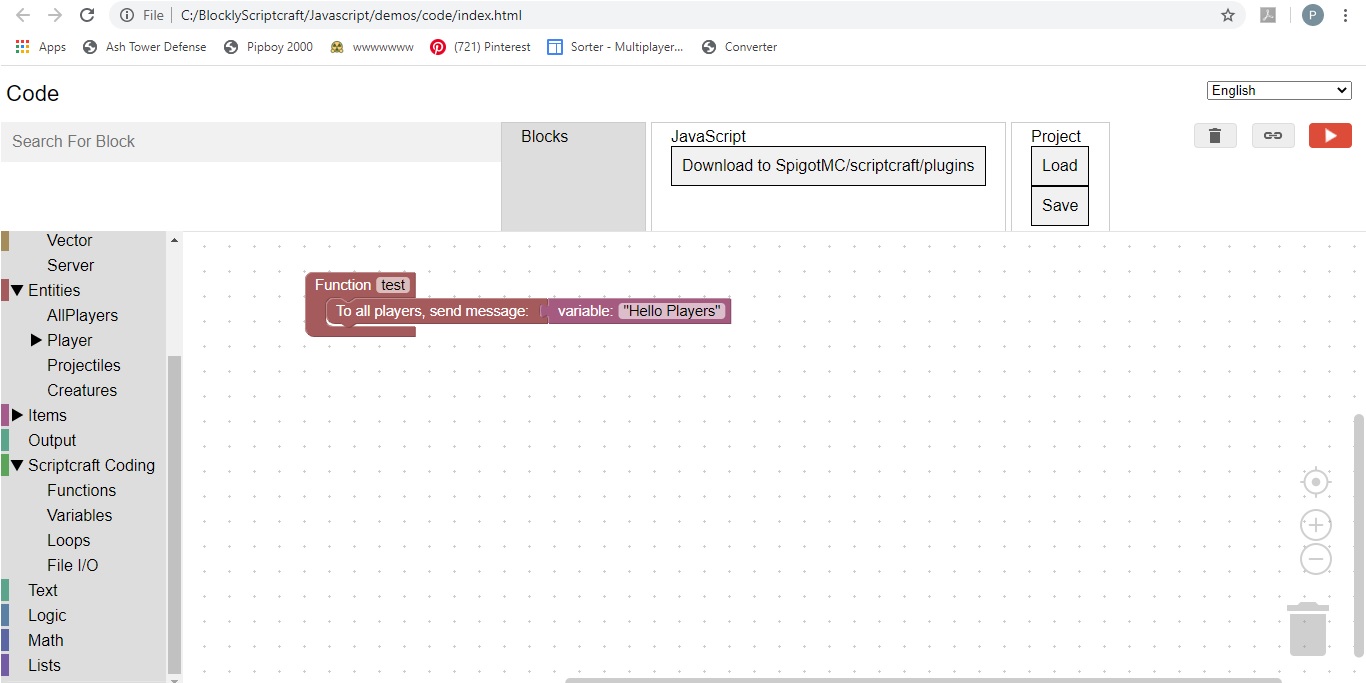 File C:/BlocklyScriptcraft/Javascript/demos/code/index.html P
Apps Ash Tower Defense Pipboy 2000 wwwwwww (721) Pinterest Sorter - Multiplayer... Converter
Code
English
Search For Block
Blocks
JavaScript
Download to SpigotMC/scriptcraft/plugins
Project
Load
Save
Vector
Server
Entities
AllPlayers
Player
Projectiles
Creatures
Items
Output
Scriptcraft Coding
Functions
Variables
Loops
File I/O
Text
Logic
Math
Lists
Function test
To all players, send message: variable: "Hello Players"